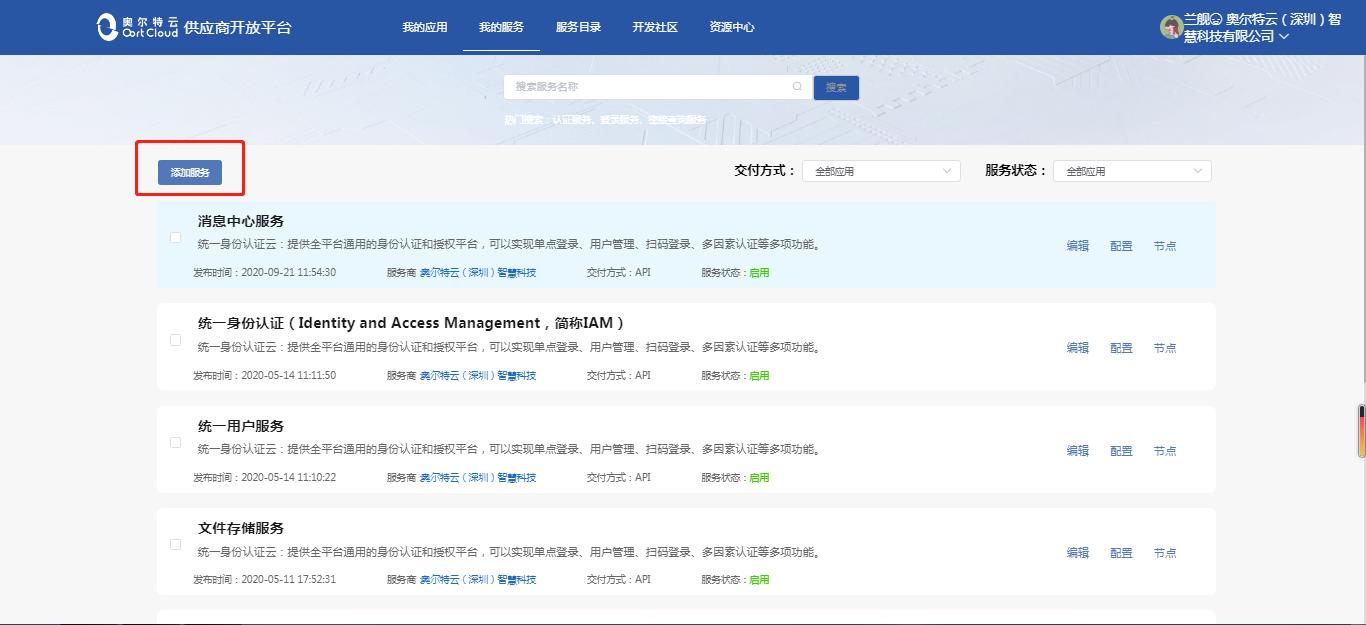 奥尔特云
OortCloud
供应商开放平台
我的应用 我的服务 服务目录 开发社区 资源中心
兰舰 奥尔特云（深圳）智
慧科技有限公司
搜索服务名称
搜索
热门搜索：认证服务、登录服务、
添加服务
交付方式： 全部应用 服务状态： 全部应用
消息中心服务
统一身份认证云：提供全平台通用的身份认证和授权平台，可以实现单点登录、用户管理、扫码登录、多因素认证等多项功能。
编辑 配置 节点
发布时间：2020-09-21 11:54:30 服务商 奥尔特云（深圳）智慧科技 交付方式：API 服务状态：启用
统一身份认证（Identity and Access Management，简称IAM）
统一身份认证云：提供全平台通用的身份认证和授权平台，可以实现单点登录、用户管理、扫码登录、多因素认证等多项功能。
编辑 配置 节点
发布时间：2020-05-14 11:11:50 服务商 奥尔特云（深圳）智慧科技 交付方式：API 服务状态：启用
统一用户服务
统一身份认证云：提供全平台通用的身份认证和授权平台，可以实现单点登录、用户管理、扫码登录、多因素认证等多项功能。
编辑 配置 节点
发布时间：2020-05-14 11:10:22 服务商 奥尔特云（深圳）智慧科技 交付方式：API 服务状态：启用
文件存储服务
统一身份认证云：提供全平台通用的身份认证和授权平台，可以实现单点登录、用户管理、扫码登录、多因素认证等多项功能。
编辑 配置 节点
发布时间：2020-05-11 17:52:31 服务商 奥尔特云（深圳）智慧科技 交付方式：API 服务状态：启用